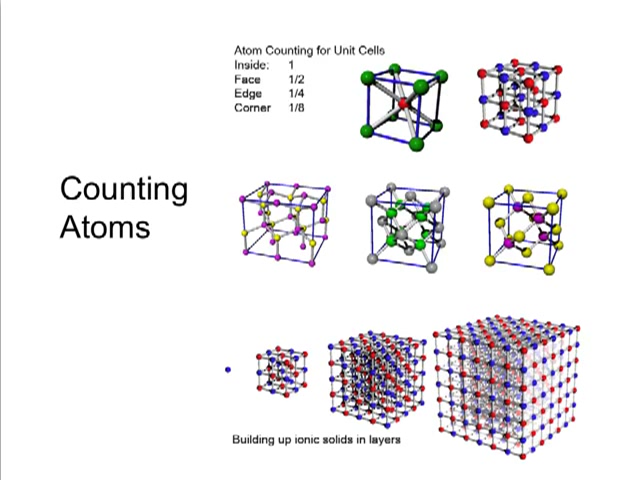 Atom Counting for Unit Cells
Inside: 1
Face 1/2
Edge 1/4
Corner 1/8
Counting
Atoms
Building up ionic solids in layers